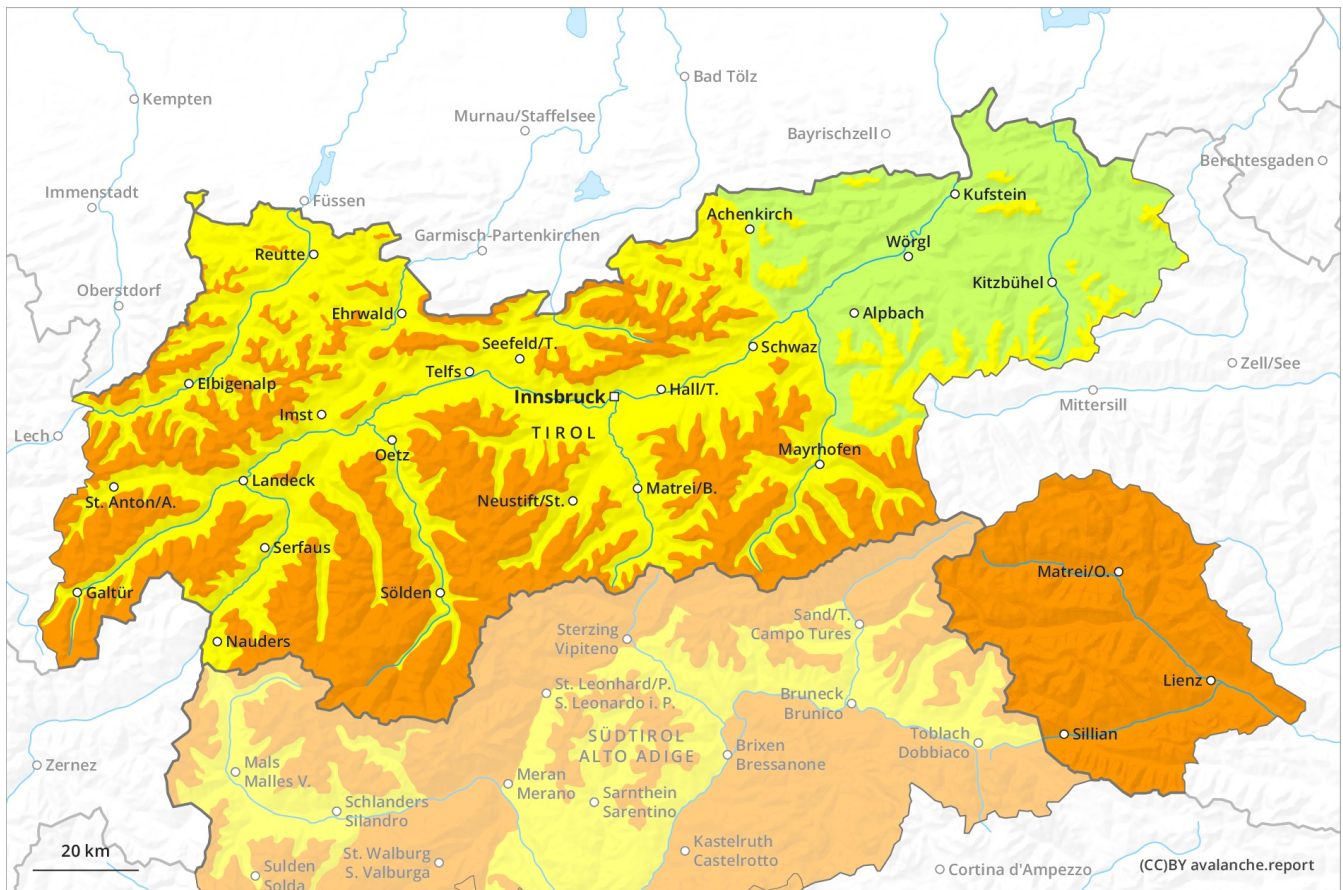 Bad Tölz
Kempten
Murnau/Staffelsee
Bayrischzell
Berchtesgaden
Immenstadt
Füssen
Kufstein
Achenkirch
Garmisch-Partenkirchen
Reutte
Wörgl
Kitzbühel
Oberstdorf
Ehrwald
Alpbach
Seefeld/T.
Schwaz
Zell/See
Telfs
Elbigenalp
Hall/T.
Innsbruck
Mittersill
Imst
TIROL
Lech
Oetz
Mayrhofen
Landeck
Matrei/B.
St. Anton/A.
Neustift/St.
Serfaus
Matrei/O.
Galtür
Sölden
Sand/T.
Campo Tures
Sterzing
Vipiteno
Nauders
Lienz
St. Leonhard/P.
S. Leonardo i. P.
Bruneck
Brunico
Sillian
Toblach
Dobbiaco
SÜDTIROL
ALTO ADIGE
Brixen
Bressanone
Mals
Malles V.
Zernez
Meran
Merano
Sarnthein
Sarentino
Schlanders
Silandro
20 km
St. Walburg
S. Valburga
Kastelruth
Castelrotto
Sulden
Solda
Cortina d'Ampezzo
(CC)BY avalanche.report